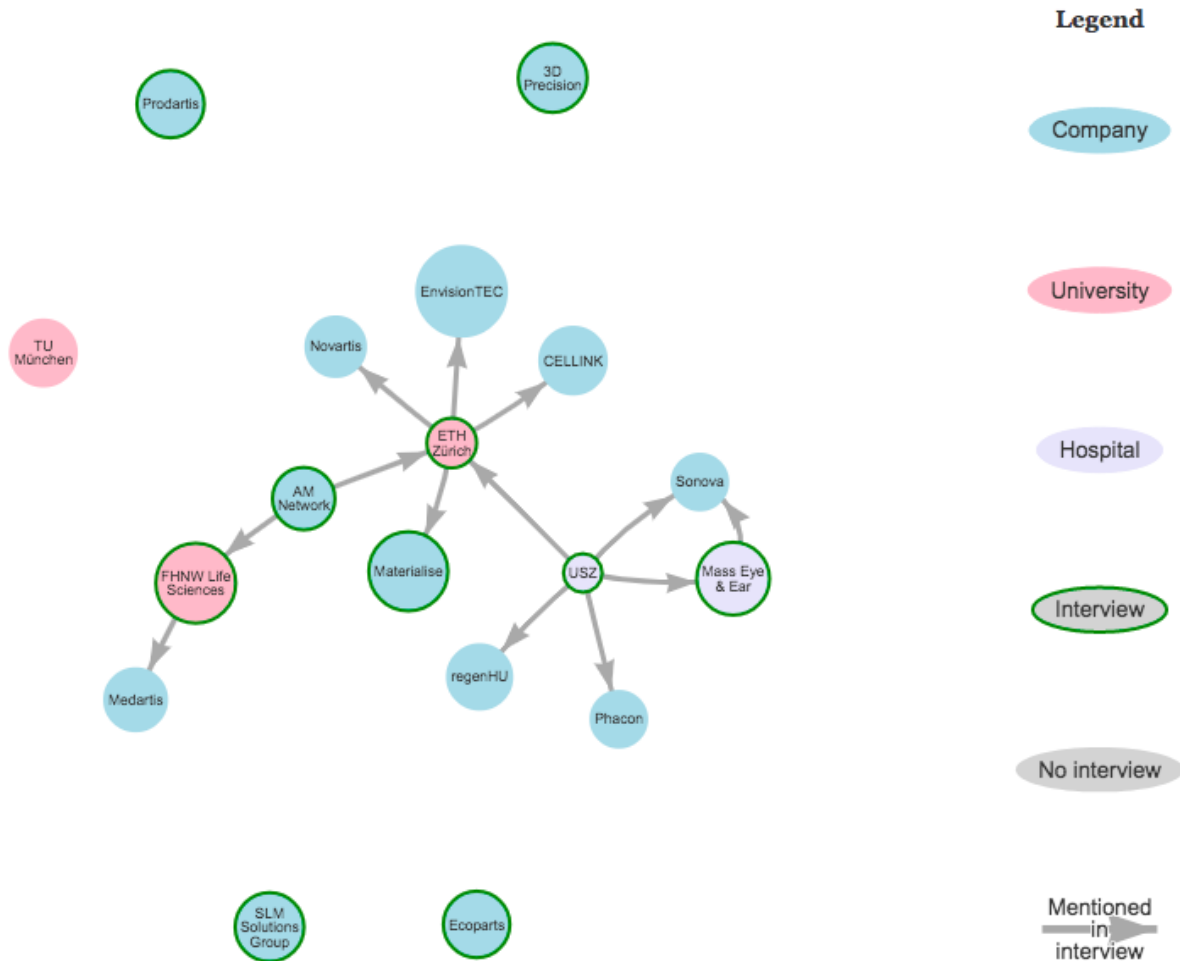 Legend
Prodartis
3D
Precision
Company
EnvisionTEC
University
TU
München
Novartis
CELLINK
ETH
Zürich
Hospital
AM
Network
Sonova
FHNW Life
Sciences
Materialise
USZ
Mass Eye
& Ear
Interview
Medartis
regenHU
Phacon
No interview
SLM
Solutions
Group
Ecoparts
Mentioned
in
interview